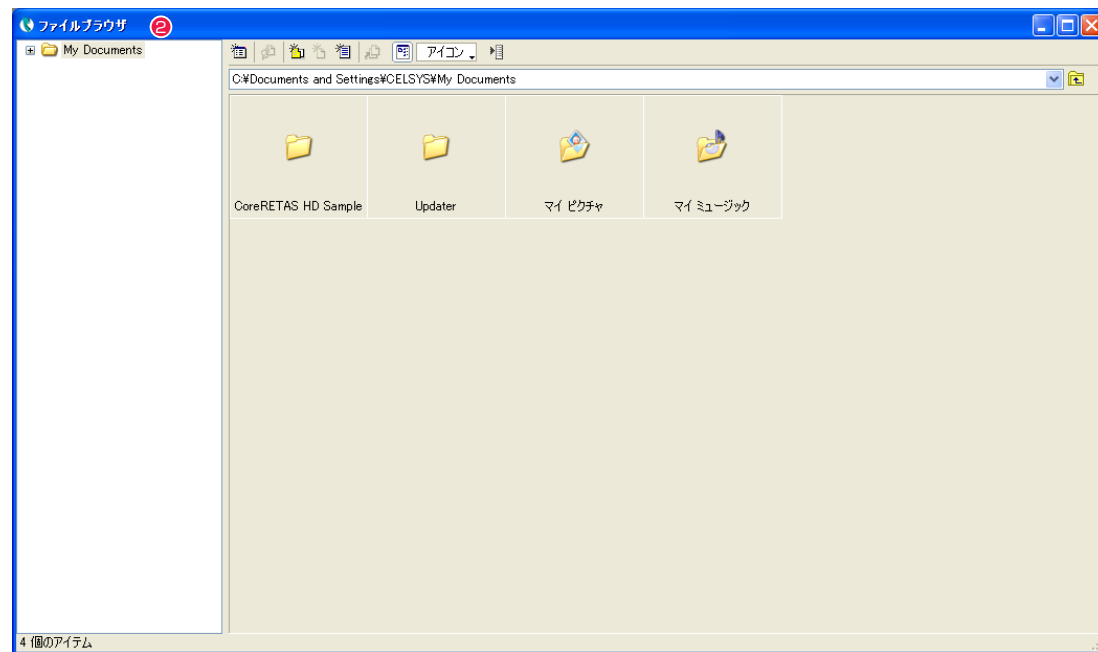 ファイルブラウザ 2
My Documents
アイコン
C:¥Documents and Settings¥CELSYS¥My Documents
CoreRETAS HD Sample Updater マイ ピクチャ マイ ミュージック
4 個のアイテム